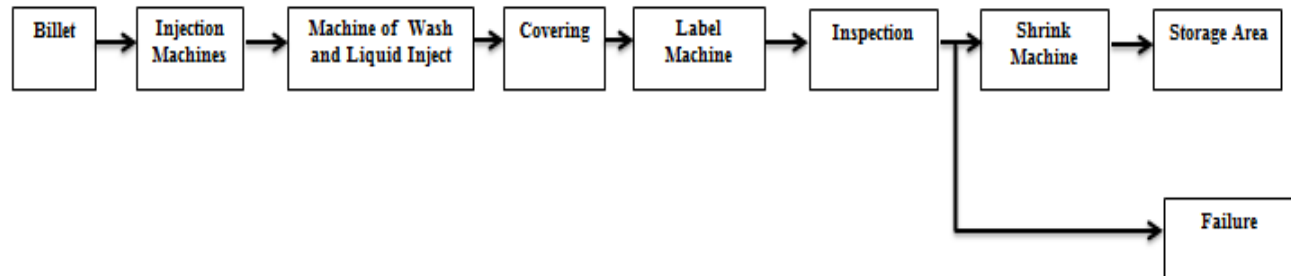 Billet
Injection
Machines
Machine of Wash
and Liquid Inject
Covering
Label
Machine
Inspection
Shrink
Machine
Storage Area
Failure